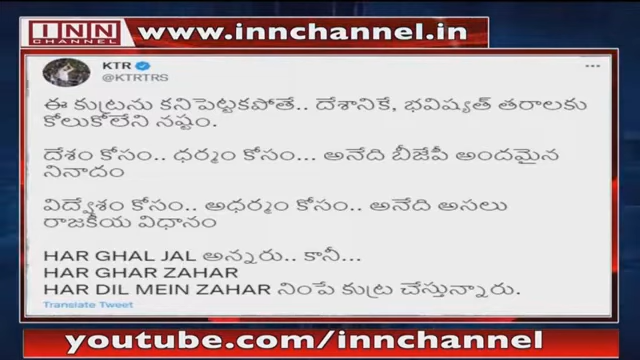 INN
CHANNEL
www.innchannel.in
KTR
@KTRTRS
ఈ కుట్రను కనిపెట్టకపోతే.. దేశానికే, భవిష్యత్ తరాలకు
కోలుకోలేని నష్టం.
దేశం కోసం.. ధర్మం కోసం... అనేది బీజేపీ అందమైన
నినాదం
విద్వేశం కోసం.. అధర్మం కోసం.. అనేది అసలు
రాజకీయ విధానం
HAR GHAL JAL అన్నరు.. కానీ...
HAR GHAR ZAHAR
HAR DIL MEIN ZAHAR నింపే కుట్ర చేస్తున్నారు.
Translate Tweet
youtube.com/innchannel